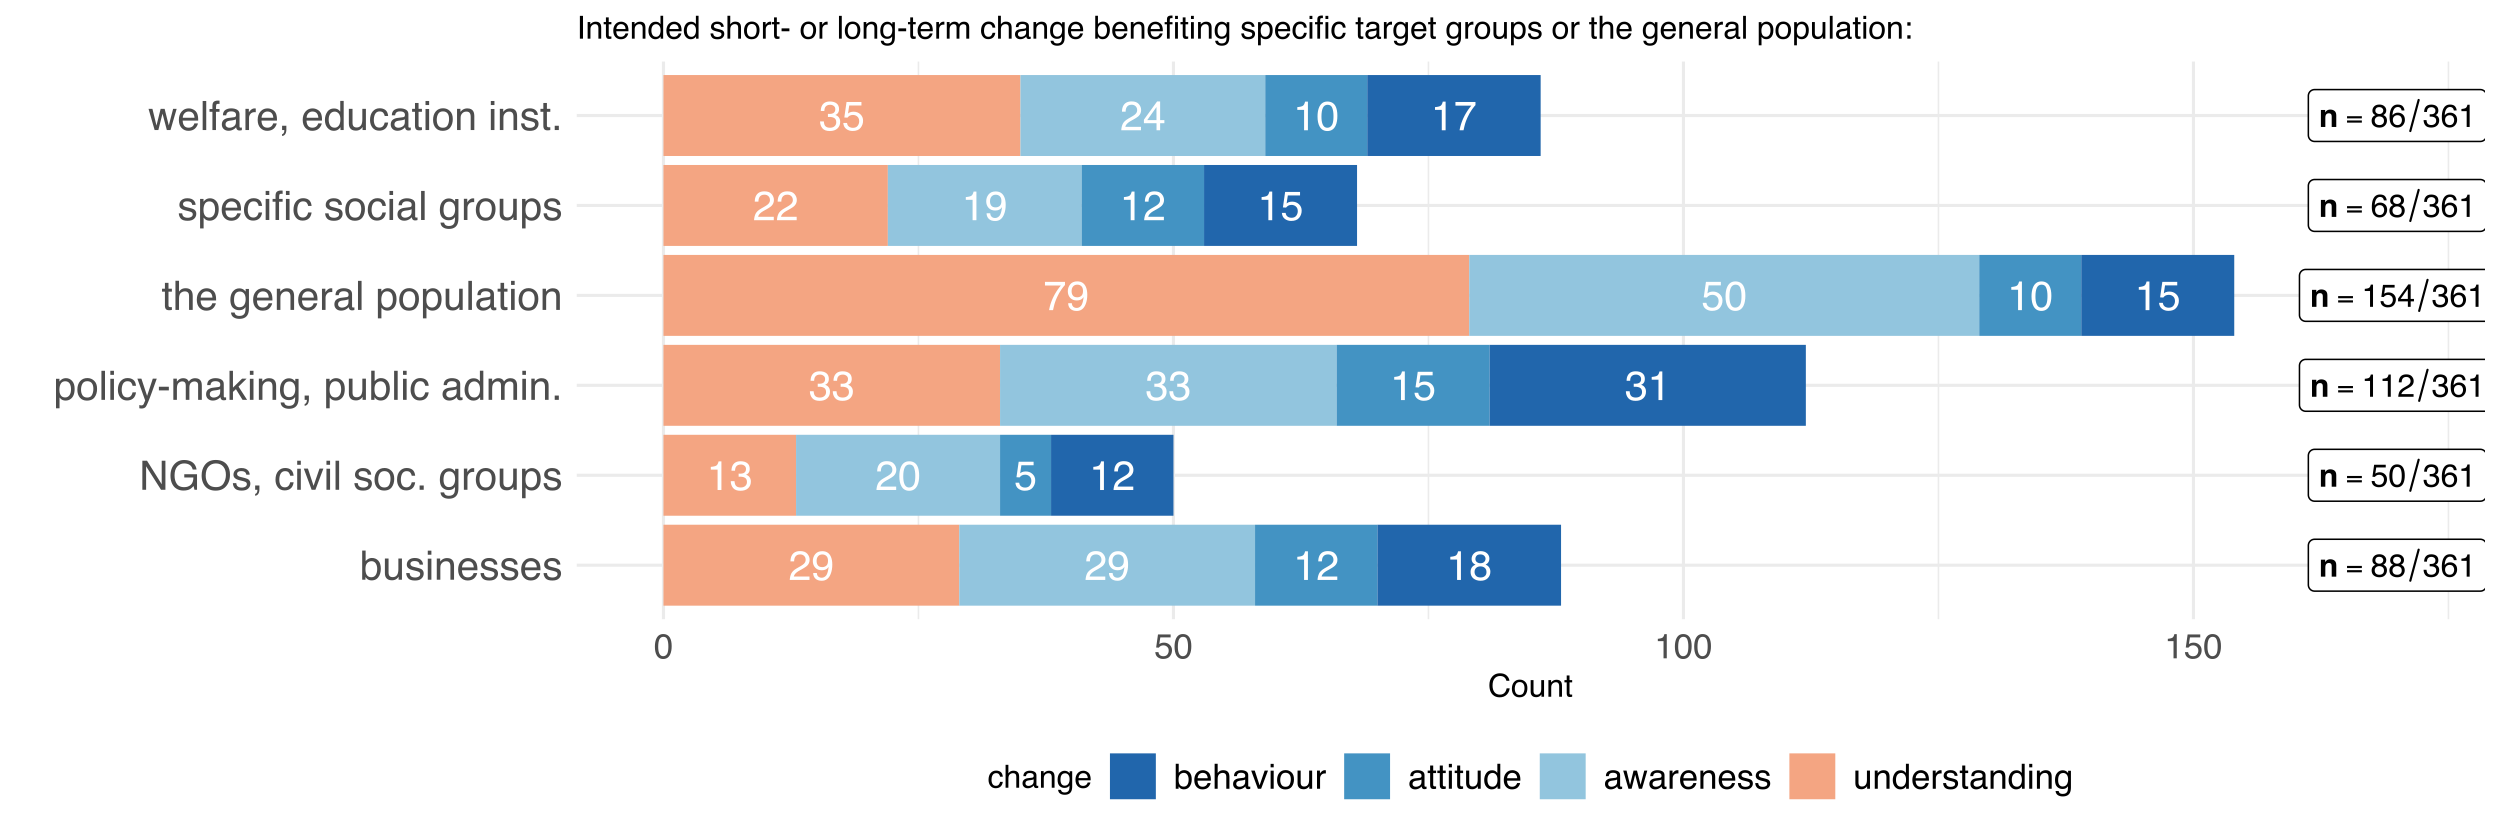 Intended short- or long-term change benefiting specific target groups or the general population:
welfare, education inst. 35 24 10 17 n = 86/361
specific social groups 22 19 12 15 n = 68/361
the general population 79 50 10 15 n = 154/361
policy-making, public admin. 33 33 15 31 n = 112/361
NGOs, civil soc. groups 13 20 5 12 n = 50/361
businesses 29 29 12 18 n = 88/361
0 50 100 150
Count
change behaviour attitude awareness understanding